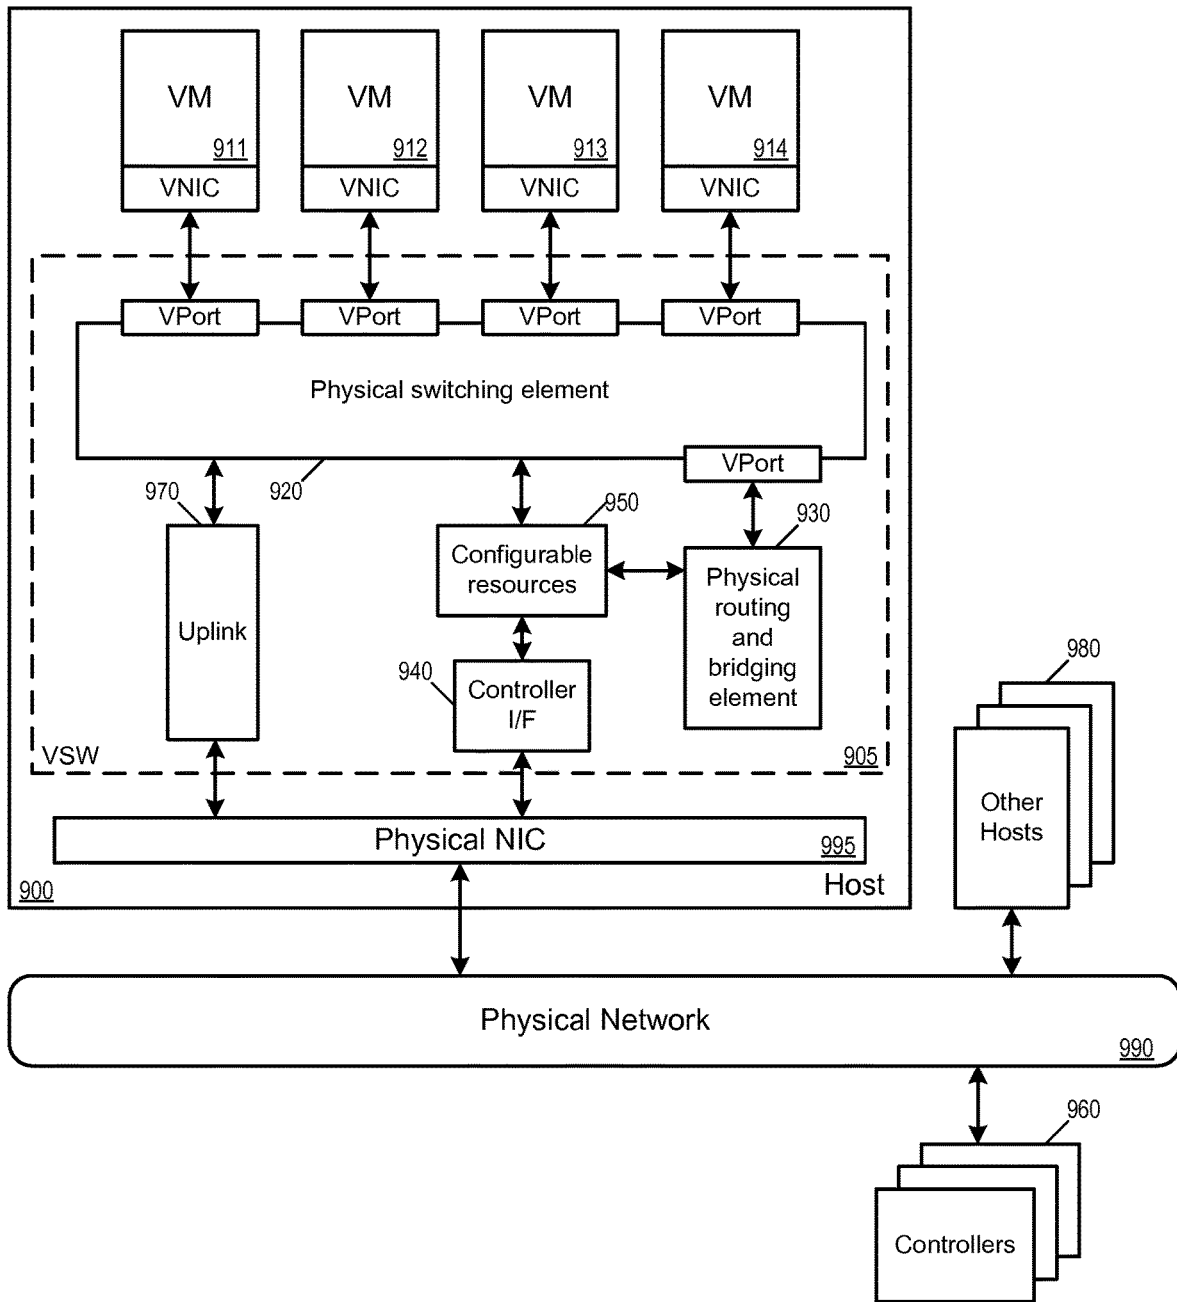 VM VM VM VM
911 912 913 914
VNIC VNIC VNIC VNIC
VPort VPort VPort VPort
Physical switching element
VPort
970 920 950 930
Configurable
resources
Physical
routing
and
bridging
element
Uplink
940
Controller
I/F
980
VSW 905
Other
Hosts
Physical NIC 995
900 Host
Physical Network
990
960
Controllers